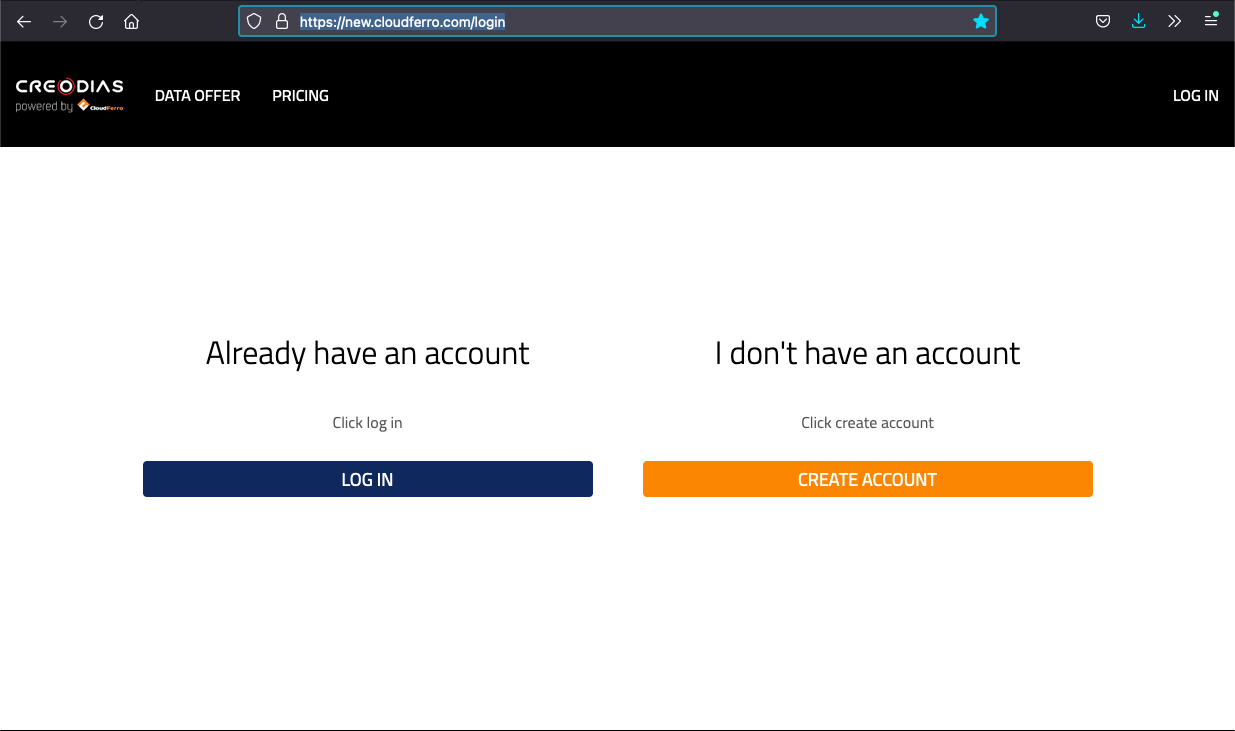 https://new.cloudferro.com/login
CREODIAS
powered by CloudFerro
DATA OFFER
PRICING
LOG IN
Already have an account
Click log in
LOG IN
I don't have an account
Click create account
CREATE ACCOUNT